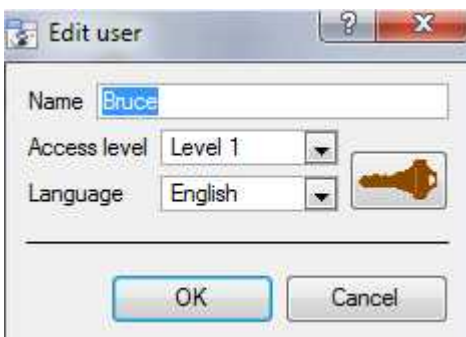 Edit user
Name Bruce
Access level Level 1
Language English
OK Cancel